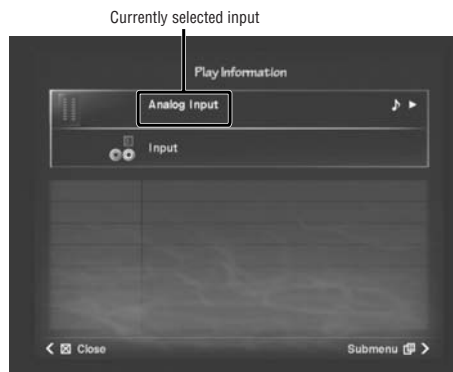 Currently selected input
Play Information
Analog Input
Input
Close
Submenu